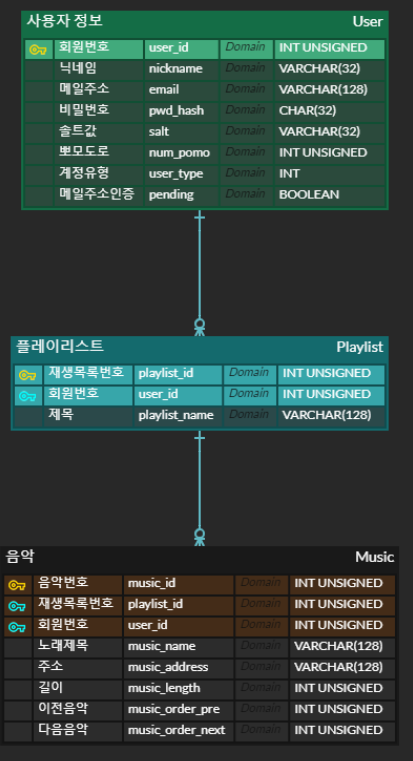 사용자 정보 User
회원번호 user_id Domain INT UNSIGNED
닉네임 nickname Domain VARCHAR(32)
메일주소 email Domain VARCHAR(128)
비밀번호 pwd_hash Domain CHAR(32)
솔트값 salt Domain VARCHAR(32)
뽀모도로 num_pomo Domain INT UNSIGNED
계정유형 user_type Domain INT
메일주소인증 pending Domain BOOLEAN
플레이리스트 Playlist
재생목록번호 playlist_id Domain INT UNSIGNED
회원번호 user_id Domain INT UNSIGNED
제목 playlist_name Domain VARCHAR(128)
음악 Music
음악번호 music_id Domain INT UNSIGNED
재생목록번호 playlist_id Domain INT UNSIGNED
회원번호 user_id Domain INT UNSIGNED
노래제목 music_name Domain VARCHAR(128)
주소 music_address Domain VARCHAR(128)
길이 music_length Domain INT UNSIGNED
이전음악 music_order_pre Domain INT UNSIGNED
다음음악 music_order_next Domain INT UNSIGNED